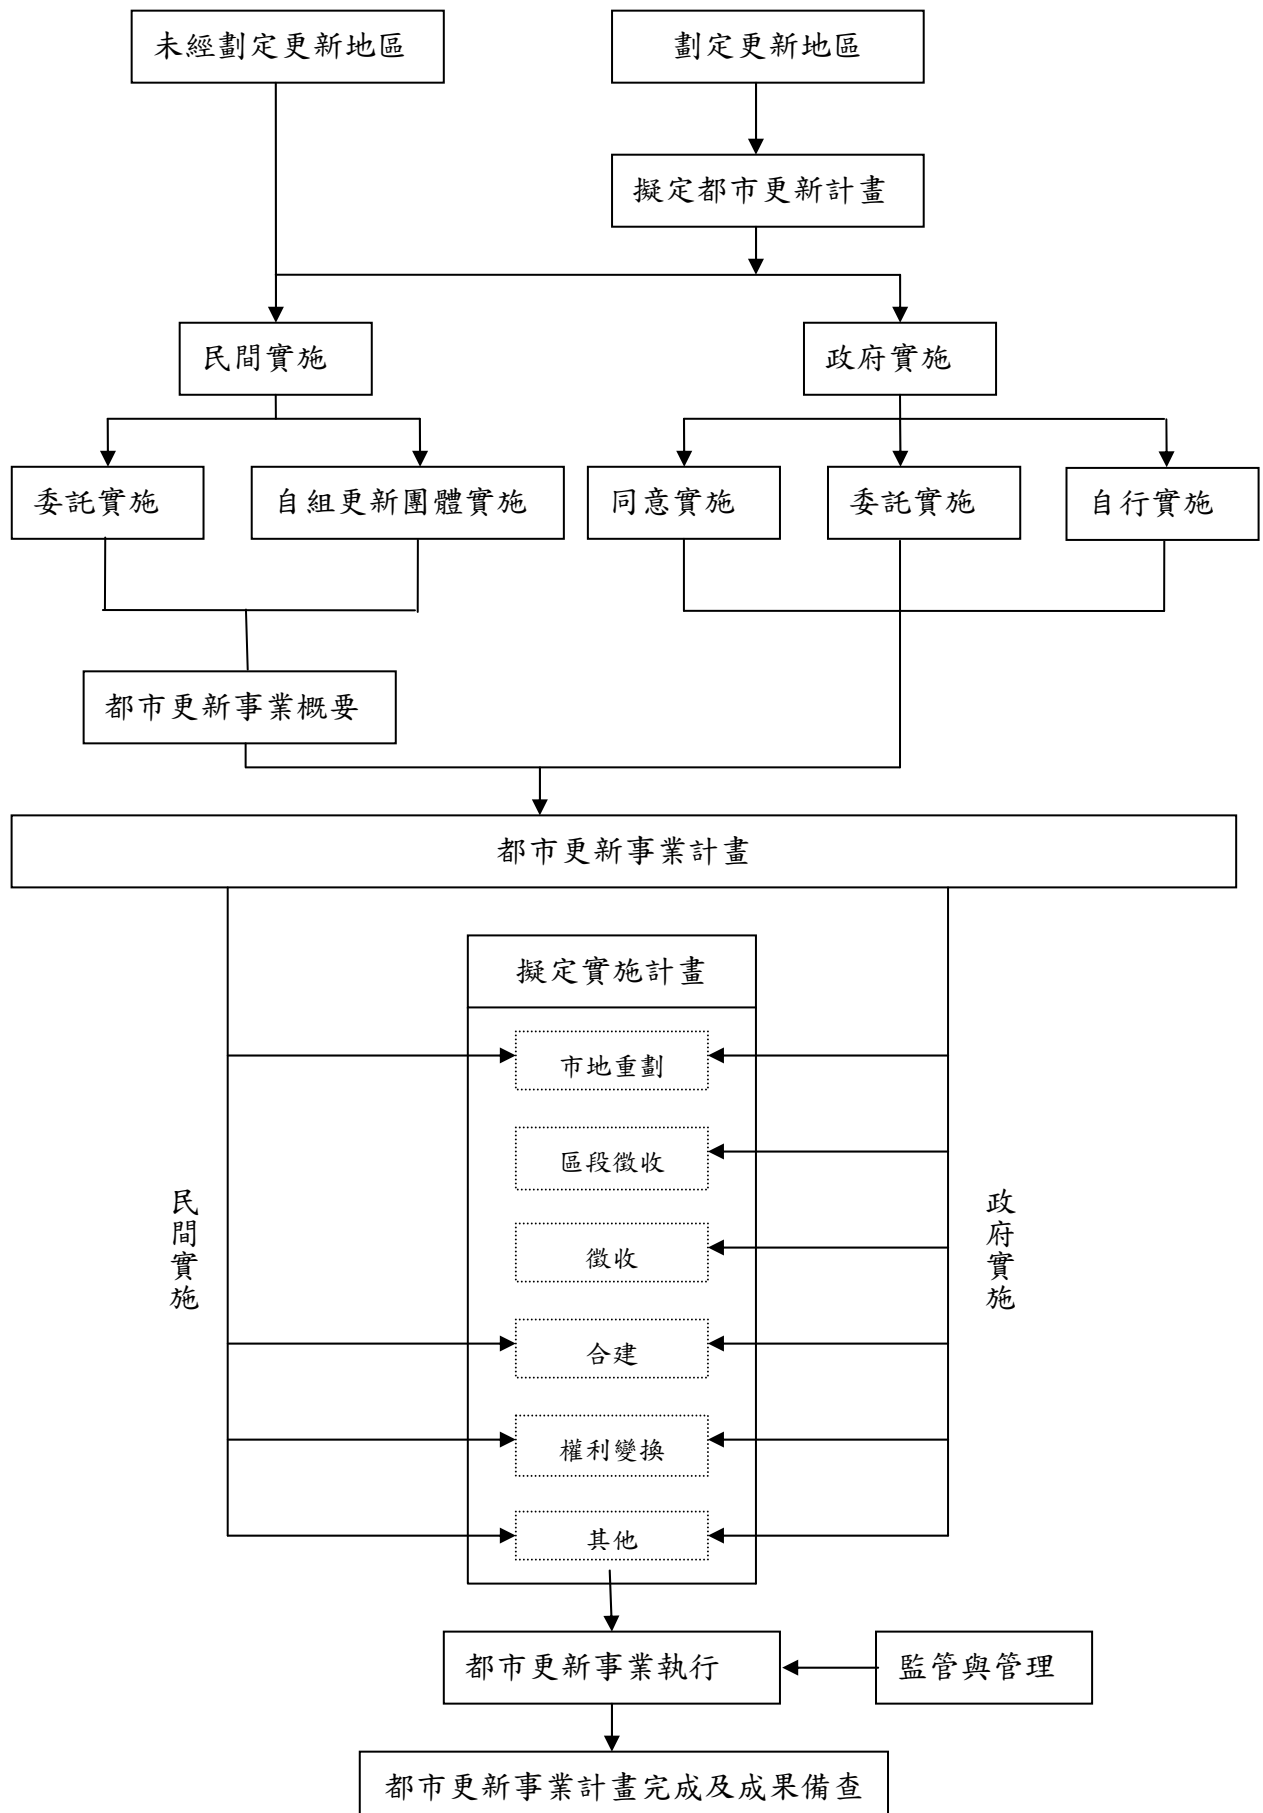 未經劃定更新地區
劃定更新地區
擬定都市更新計畫
民間實施
政府實施
委託實施
自組更新團體實施
同意實施
委託實施
自行實施
都市更新事業概要
都市更新事業計畫
擬定實施計畫
市地重劃
區段徵收
徵收
合建
權利變換
其他
民間實施
政府實施
都市更新事業執行
監管與管理
都市更新事業計畫完成及成果備查